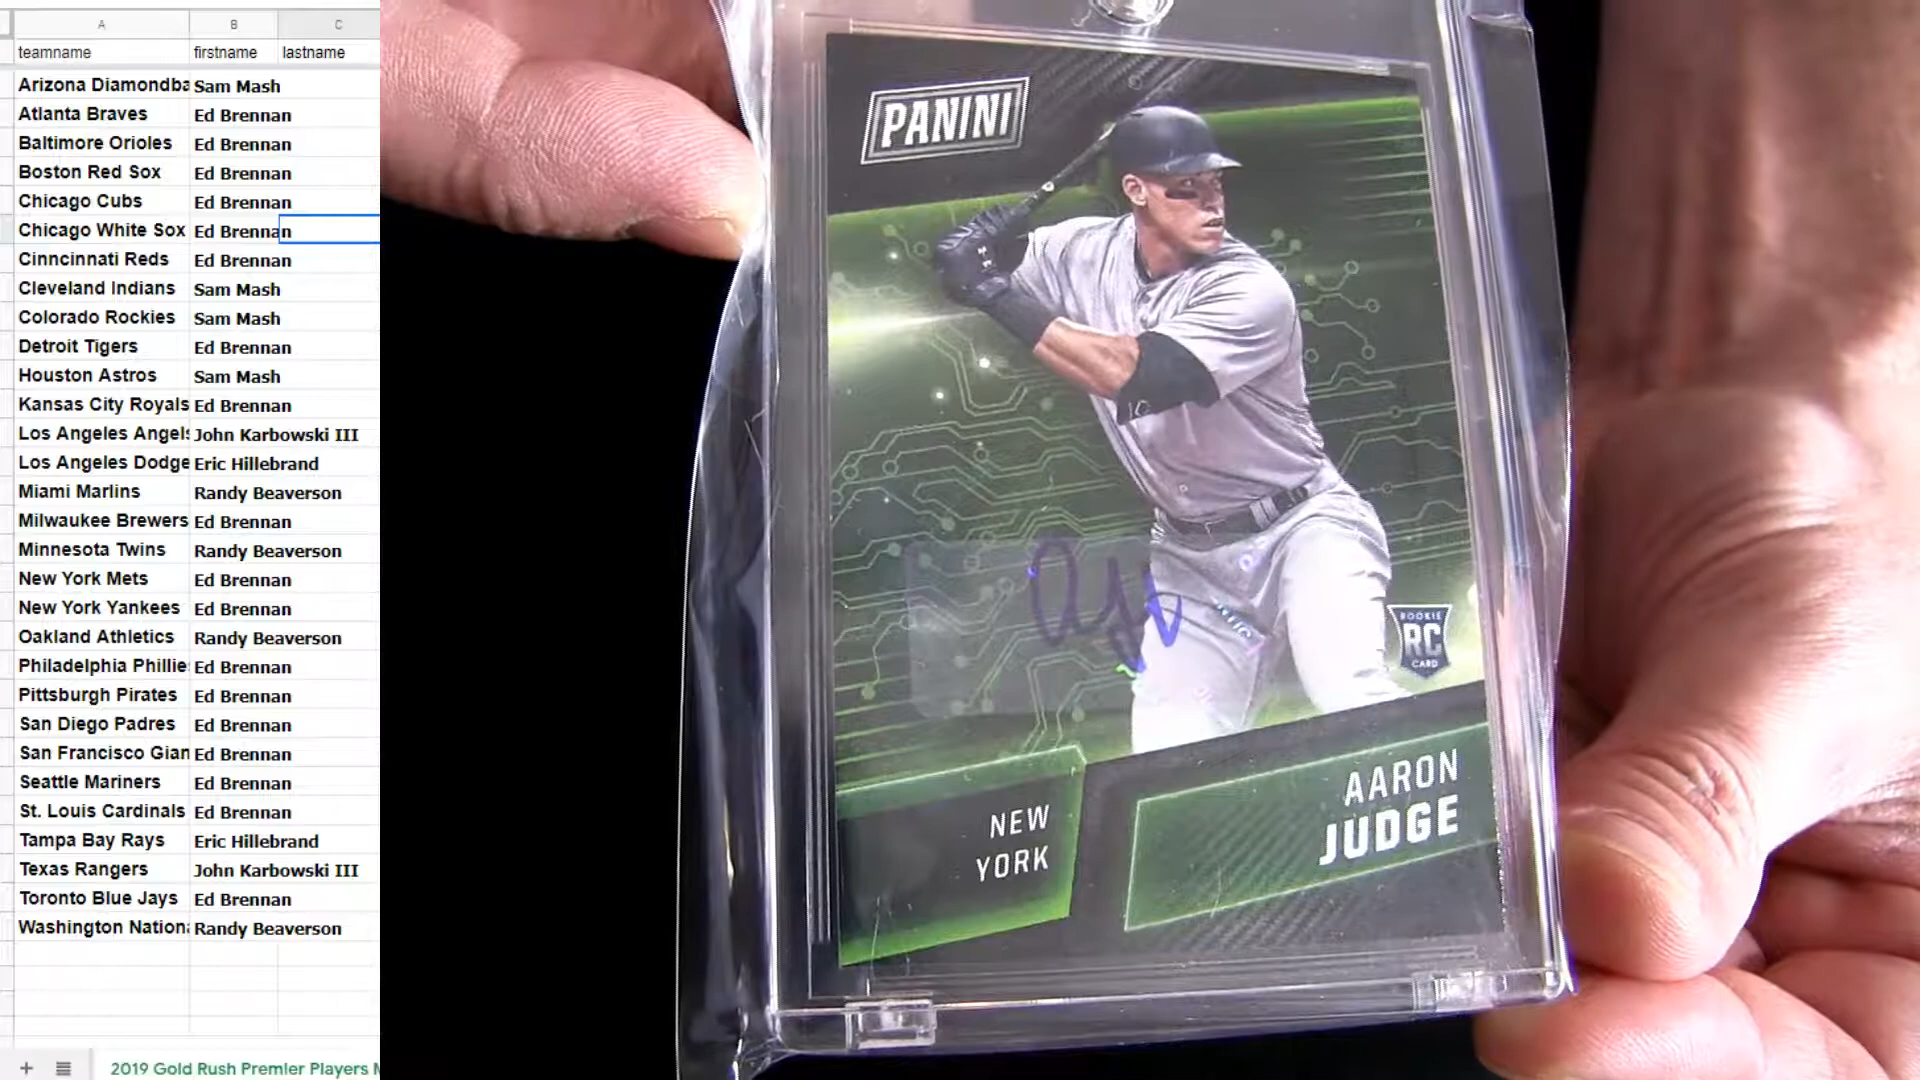 A B C
teamname firstname lastname
Arizona Diamondba Sam Mash
Atlanta Braves Ed Brennan
Baltimore Orioles Ed Brennan
Boston Red Sox Ed Brennan
Chicago Cubs Ed Brennan
Chicago White Sox Ed Brennan
Cinncinnati Reds Ed Brennan
Cleveland Indians Sam Mash
Colorado Rockies Sam Mash
Detroit Tigers Ed Brennan
Houston Astros Sam Mash
Kansas City Royals Ed Brennan
Los Angeles Angels John Karbowski III
Los Angeles Dodge Eric Hillebrand
Miami Marlins Randy Beaverson
Milwaukee Brewers Ed Brennan
Minnesota Twins Randy Beaverson
New York Mets Ed Brennan
New York Yankees Ed Brennan
Oakland Athletics Randy Beaverson
Philadelphia Phillie Ed Brennan
Pittsburgh Pirates Ed Brennan
San Diego Padres Ed Brennan
San Francisco Gian Ed Brennan
Seattle Mariners Ed Brennan
St. Louis Cardinals Ed Brennan
Tampa Bay Rays Eric Hillebrand
Texas Rangers John Karbowski III
Toronto Blue Jays Ed Brennan
Washington Nationa Randy Beaverson
2019 Gold Rush Premier Players
PANINI
ROOKIE
RC
CARD
NEW
YORK
AARON
JUDGE